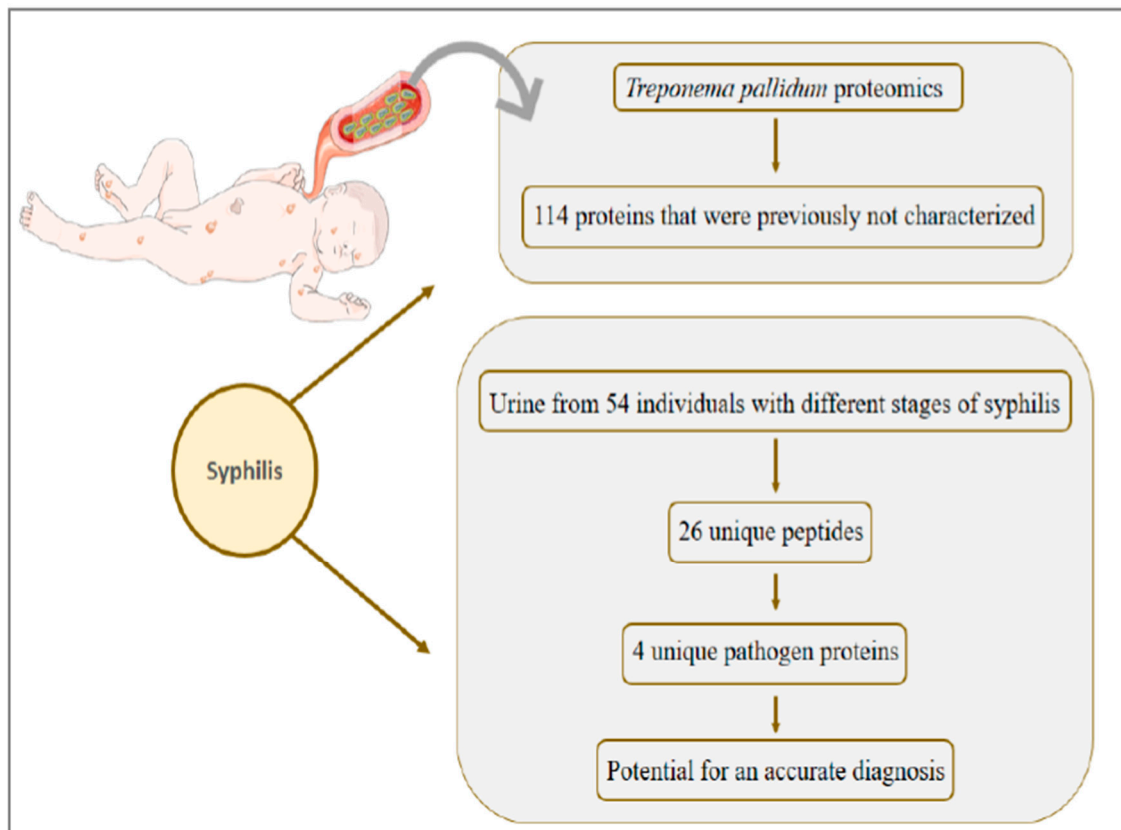 Treponema pallidum proteomics
114 proteins that were previously not characterized
Syphilis
Urine from 54 individuals with different stages of syphilis
26 unique peptides
4 unique pathogen proteins
Potential for an accurate diagnosis